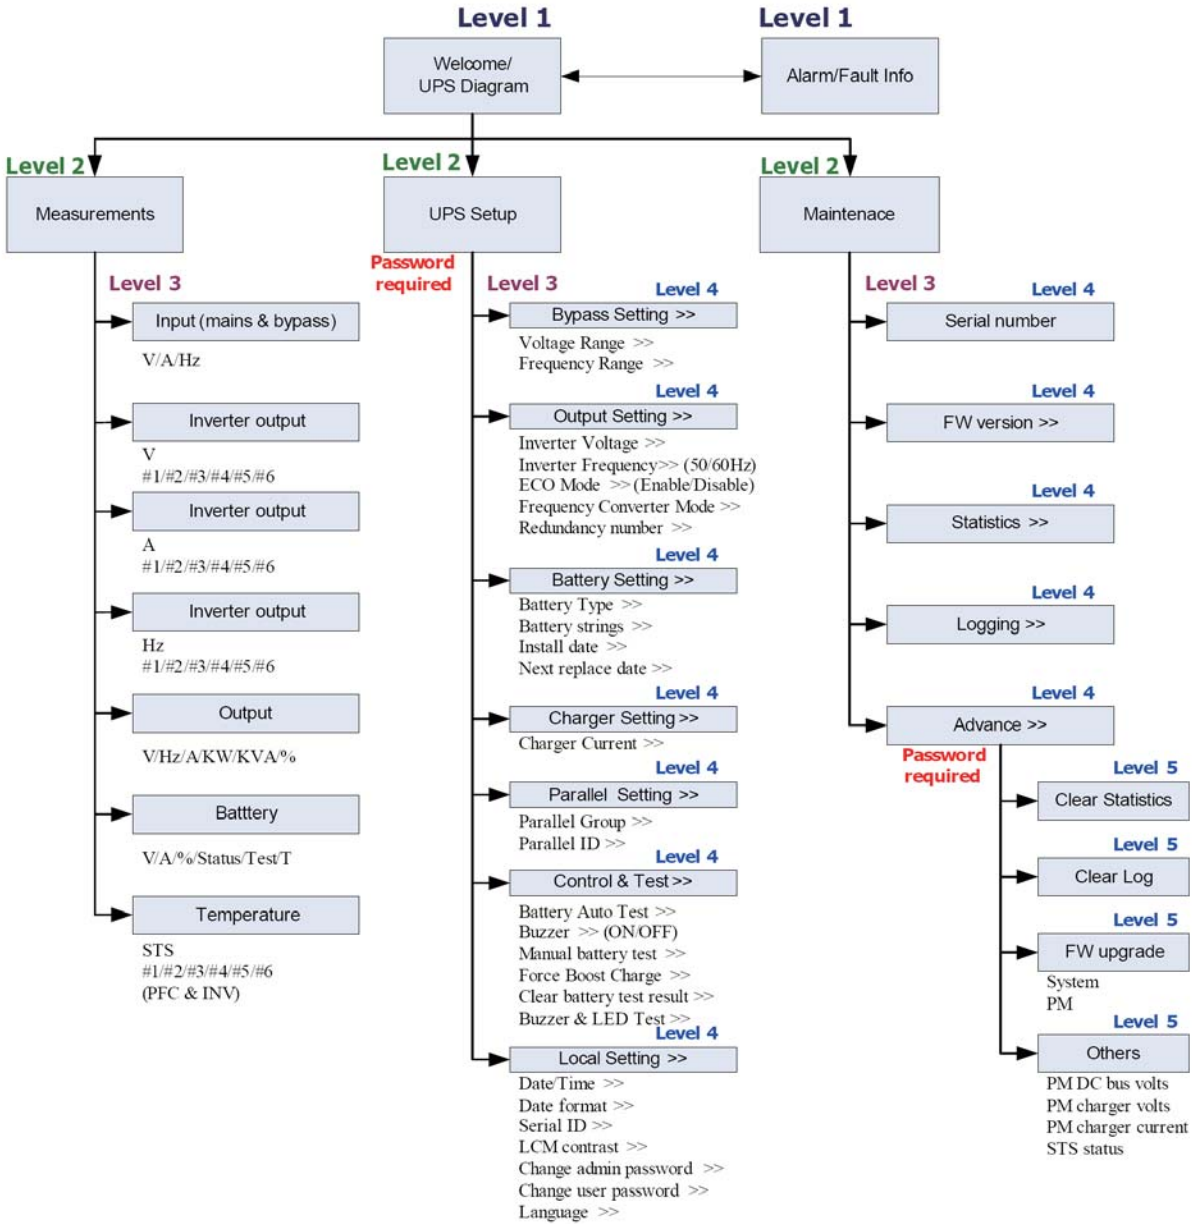 Level 1
Level 1
Welcome/
UPS Diagram
Alarm/Fault Info
Level 2
Measurements
Level 3
Input (mains & bypass)
V/A/Hz
Inverter output
V
#1/#2/#3/#4/#5/#6
Inverter output
A
#1/#2/#3/#4/#5/#6
Inverter output
Hz
#1/#2/#3/#4/#5/#6
Output
V/Hz/A/KW/KVA/%
Batttery
V/A/%/Status/Test/T
Temperature
STS
#1/#2/#3/#4/#5/#6
(PFC & INV)
Level 2
UPS Setup
Password
required
Level 3
Level 4
Bypass Setting >>
Voltage Range >>
Frequency Range >>
Level 4
Output Setting >>
Inverter Voltage >>
Inverter Frequency>> (50/60Hz)
ECO Mode >> (Enable/Disable)
Frequency Converter Mode >>
Redundancy number >>
Level 4
Battery Setting >>
Battery Type >>
Battery strings >>
Install date >>
Next replace date >>
Level 4
Charger Setting >>
Charger Current >>
Level 4
Parallel Setting >>
Parallel Group >>
Parallel ID >>
Level 4
Control & Test >>
Battery Auto Test >>
Buzzer >> (ON/OFF)
Manual battery test >>
Force Boost Charge >>
Clear battery test result >>
Buzzer & LED Test >>
Level 4
Local Setting >>
Date/Time >>
Date format >>
Serial ID >>
LCM contrast >>
Change admin password >>
Change user password >>
Language >>
Level 2
Maintenace
Level 3
Level 4
Serial number
Level 4
FW version >>
Level 4
Statistics >>
Level 4
Logging >>
Level 4
Advance >>
Password
required
Level 5
Clear Statistics
Level 5
Clear Log
Level 5
FW upgrade
System
PM
Level 5
Others
PM DC bus volts
PM charger volts
PM charger current
STS status